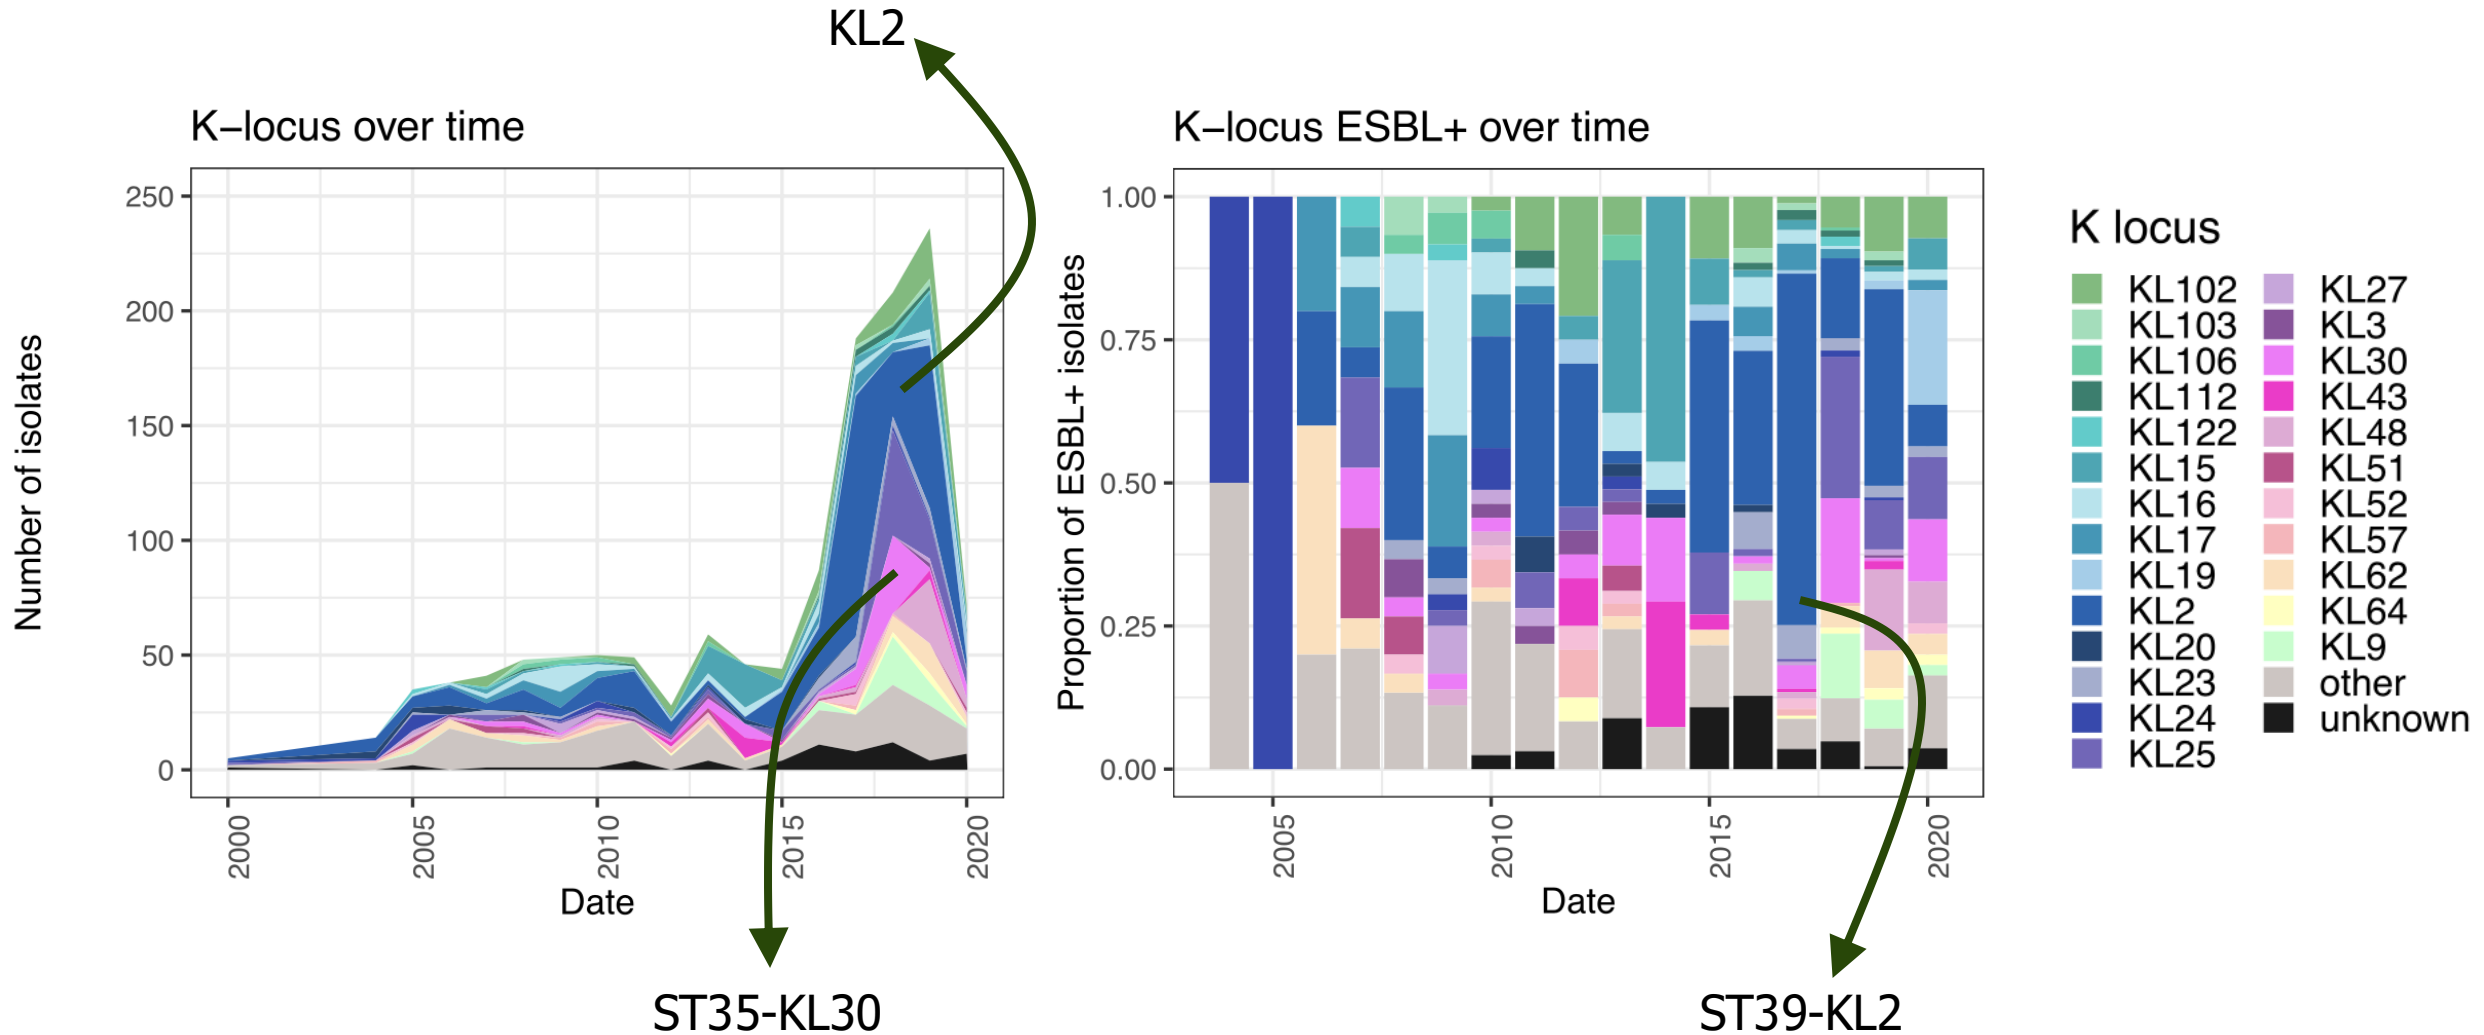 KL2
K–locus over time
K–locus ESBL+ over time
Number of isolates
250
200
150
100
50
0
2000
2005
2010
2015
2020
Date
Proportion of ESBL+ isolates
1.00
0.75
0.50
0.25
0.00
2005
2010
2015
2020
Date
K locus
KL102
KL103
KL106
KL112
KL122
KL15
KL16
KL17
KL19
KL2
KL20
KL23
KL24
KL25
KL27
KL3
KL30
KL43
KL48
KL51
KL52
KL57
KL62
KL64
KL9
other
unknown
ST35-KL30
ST39-KL2